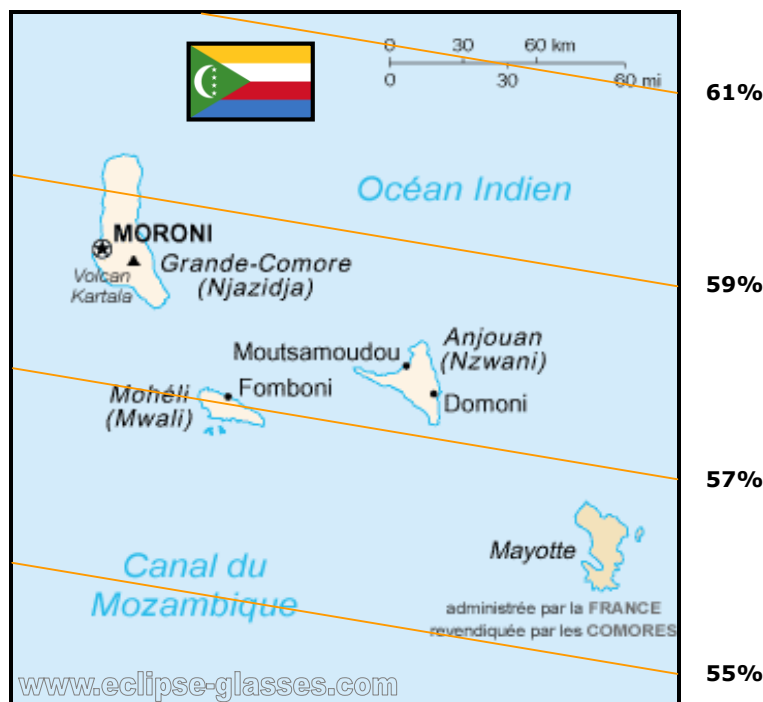 0 30 60 km
0 30 60 mi
61%
Océan Indien
MORONI
Volcan
Kartala
Grande-Comore
(Njazidja)
59%
Moutsamoudou
Anjouan
(Nzwani)
Mohéli
(Mwali)
Fomboni
Domoni
57%
Mayotte
Canal du
Mozambique
administrée par la FRANCE
revendiquée par les COMORES
55%
www.eclipse-glasses.com